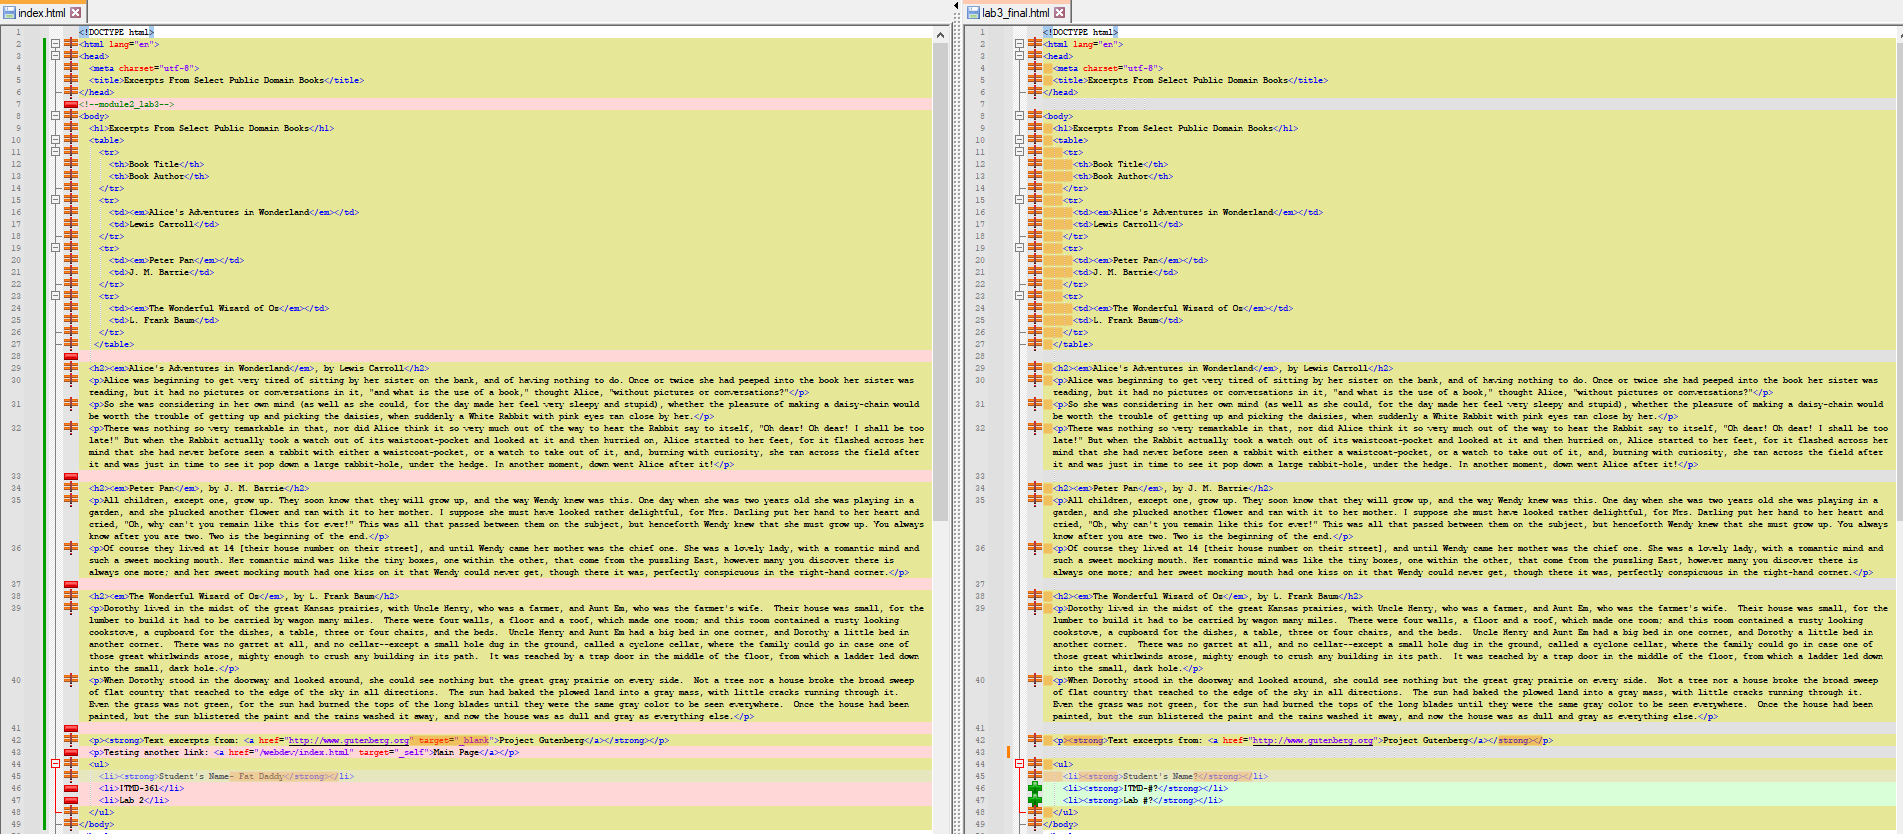 index.html
1 <!DOCTYPE html>
2 <html lang="en">
3 <head>
4 <meta charset="utf-8">
5 <title>Excerpts From Select Public Domain Books</title>
6 </head>
7 <!--module2_lab3-->
8 <body>
9 <h1>Excerpts From Select Public Domain Books</h1>
10 <table>
11 <tr>
12 <th>Book Title</th>
13 <th>Book Author</th>
14 </tr>
15 <tr>
16 <td><em>Alice's Adventures in Wonderland</em></td>
17 <td>Lewis Carroll</td>
18 </tr>
19 <tr>
20 <td><em>Peter Pan</em></td>
21 <td>J. M. Barrie</td>
22 </tr>
23 <tr>
24 <td><em>The Wonderful Wizard of Oz</em></td>
25 <td>L. Frank Baum</td>
26 </tr>
27 </table>
28
29 <h2><em>Alice's Adventures in Wonderland</em>, by Lewis Carroll</h2>
30 <p>Alice was beginning to get very tired of sitting by her sister on the bank, and of having nothing to do. Once or twice she had peeped into the book her sister was
reading, but it had no pictures or conversations in it, "and what is the use of a book," thought Alice, "without pictures or conversations?"</p>
31 <p>So she was considering in her own mind (as well as she could, for the day made her feel very sleepy and stupid), whether the pleasure of making a daisy-chain would
be worth the trouble of getting up and picking the daisies, when suddenly a White Rabbit with pink eyes ran close by her.</p>
32 <p>There was nothing so very remarkable in that, nor did Alice think it so very much out of the way to hear the Rabbit say to itself, "Oh dear! Oh dear! I shall be too
late!" But when the Rabbit actually took a watch out of its waistcoat-pocket and looked at it and then hurried on, Alice started to her feet, for it flashed across her
mind that she had never before seen a rabbit with either a waistcoat-pocket, or a watch to take out of it, and, burning with curiosity, she ran across the field after
it and was just in time to see it pop down a large rabbit-hole, under the hedge. In another moment, down went Alice after it!</p>
33
34 <h2><em>Peter Pan</em>, by J. M. Barrie</h2>
35 <p>All children, except one, grow up. They soon know that they will grow up, and the way Wendy knew was this. One day when she was two years old she was playing in a
garden, and she plucked another flower and ran with it to her mother. I suppose she must have looked rather delightful, for Mrs. Darling put her hand to her heart and
cried, "Oh, why can't you remain like this for ever!" This was all that passed between them on the subject, but henceforth Wendy knew that she must grow up. You always
know after you are two. Two is the beginning of the end.</p>
36 <p>Of course they lived at 14 [their house number on their street], and until Wendy came her mother was the chief one. She was a lovely lady, with a romantic mind and
such a sweet mocking mouth. Her romantic mind was like the tiny boxes, one within the other, that come from the puzzling East, however many you discover there is
always one more; and her sweet mocking mouth had one kiss on it that Wendy could never get, though there it was, perfectly conspicuous in the right-hand corner.</p>
37
38 <h2><em>The Wonderful Wizard of Oz</em>, by L. Frank Baum</h2>
39 <p>Dorothy lived in the midst of the great Kansas prairies, with Uncle Henry, who was a farmer, and Aunt Em, who was the farmer's wife. Their house was small, for the
lumber to build it had to be carried by wagon many miles. There were four walls, a floor and a roof, which made one room; and this room contained a rusty looking
cookstove, a cupboard for the dishes, a table, three or four chairs, and the beds. Uncle Henry and Aunt Em had a big bed in one corner, and Dorothy a little bed in
another corner. There was no garret at all, and no cellar--except a small hole dug in the ground, called a cyclone cellar, where the family could go in case one of
those great whirlwinds arose, mighty enough to crush any building in its path. It was reached by a trap door in the middle of the floor, from which a ladder led down
into the small, dark hole.</p>
40 <p>When Dorothy stood in the doorway and looked around, she could see nothing but the great gray prairie on every side. Not a tree nor a house broke the broad sweep
of flat country that reached to the edge of the sky in all directions. The sun had baked the plowed land into a gray mass, with little cracks running through it.
Even the grass was not green, for the sun had burned the tops of the long blades until they were the same gray color to be seen everywhere. Once the house had been
painted, but the sun blistered the paint and the rains washed it away, and now the house was as dull and gray as everything else.</p>
41
42 <p><strong>Text excerpts from: <a href="http://www.gutenberg.org" target="_blank">Project Gutenberg</a></strong></p>
43 <p>Testing another link: <a href="/webdev/index.html" target="_self">Main Page</a></p>
44 <ul>
45 <li><strong>Student's Name- Fat Daddy</strong></li>
46 <li>ITMD-361</li>
47 <li>Lab 2</li>
48 </ul>
49 </body>
lab3_final.html
1 <!DOCTYPE html>
2 <html lang="en">
3 <head>
4 <meta charset="utf-8">
5 <title>Excerpts From Select Public Domain Books</title>
6 </head>
7
8 <body>
9 <h1>Excerpts From Select Public Domain Books</h1>
10 <table>
11 <tr>
12 <th>Book Title</th>
13 <th>Book Author</th>
14 </tr>
15 <tr>
16 <td><em>Alice's Adventures in Wonderland</em></td>
17 <td>Lewis Carroll</td>
18 </tr>
19 <tr>
20 <td><em>Peter Pan</em></td>
21 <td>J. M. Barrie</td>
22 </tr>
23 <tr>
24 <td><em>The Wonderful Wizard of Oz</em></td>
25 <td>L. Frank Baum</td>
26 </tr>
27 </table>
28
29 <h2><em>Alice's Adventures in Wonderland</em>, by Lewis Carroll</h2>
30 <p>Alice was beginning to get very tired of sitting by her sister on the bank, and of having nothing to do. Once or twice she had peeped into the book her sister was
reading, but it had no pictures or conversations in it, "and what is the use of a book," thought Alice, "without pictures or conversations?"</p>
31 <p>So she was considering in her own mind (as well as she could, for the day made her feel very sleepy and stupid), whether the pleasure of making a daisy-chain would
be worth the trouble of getting up and picking the daisies, when suddenly a White Rabbit with pink eyes ran close by her.</p>
32 <p>There was nothing so very remarkable in that, nor did Alice think it so very much out of the way to hear the Rabbit say to itself, "Oh dear! Oh dear! I shall be too
late!" But when the Rabbit actually took a watch out of its waistcoat-pocket and looked at it and then hurried on, Alice started to her feet, for it flashed across her
mind that she had never before seen a rabbit with either a waistcoat-pocket, or a watch to take out of it, and, burning with curiosity, she ran across the field after
it and was just in time to see it pop down a large rabbit-hole, under the hedge. In another moment, down went Alice after it!</p>
33
34 <h2><em>Peter Pan</em>, by J. M. Barrie</h2>
35 <p>All children, except one, grow up. They soon know that they will grow up, and the way Wendy knew was this. One day when she was two years old she was playing in a
garden, and she plucked another flower and ran with it to her mother. I suppose she must have looked rather delightful, for Mrs. Darling put her hand to her heart and
cried, "Oh, why can't you remain like this for ever!" This was all that passed between them on the subject, but henceforth Wendy knew that she must grow up. You always
know after you are two. Two is the beginning of the end.</p>
36 <p>Of course they lived at 14 [their house number on their street], and until Wendy came her mother was the chief one. She was a lovely lady, with a romantic mind and
such a sweet mocking mouth. Her romantic mind was like the tiny boxes, one within the other, that come from the puzzling East, however many you discover there is
always one more; and her sweet mocking mouth had one kiss on it that Wendy could never get, though there it was, perfectly conspicuous in the right-hand corner.</p>
37
38 <h2><em>The Wonderful Wizard of Oz</em>, by L. Frank Baum</h2>
39 <p>Dorothy lived in the midst of the great Kansas prairies, with Uncle Henry, who was a farmer, and Aunt Em, who was the farmer's wife. Their house was small, for the
lumber to build it had to be carried by wagon many miles. There were four walls, a floor and a roof, which made one room; and this room contained a rusty looking
cookstove, a cupboard for the dishes, a table, three or four chairs, and the beds. Uncle Henry and Aunt Em had a big bed in one corner, and Dorothy a little bed in
another corner. There was no garret at all, and no cellar--except a small hole dug in the ground, called a cyclone cellar, where the family could go in case one of
those great whirlwinds arose, mighty enough to crush any building in its path. It was reached by a trap door in the middle of the floor, from which a ladder led down
into the small, dark hole.</p>
40 <p>When Dorothy stood in the doorway and looked around, she could see nothing but the great gray prairie on every side. Not a tree nor a house broke the broad sweep
of flat country that reached to the edge of the sky in all directions. The sun had baked the plowed land into a gray mass, with little cracks running through it.
Even the grass was not green, for the sun had burned the tops of the long blades until they were the same gray color to be seen everywhere. Once the house had been
painted, but the sun blistered the paint and the rains washed it away, and now the house was as dull and gray as everything else.</p>
41
42 <p><strong>Text excerpts from: <a href="http://www.gutenberg.org">Project Gutenberg</a></strong></p>
43
44 <ul>
45 <li><strong>Student's Name?</strong></li>
46 <li><strong>ITMD-#?</strong></li>
47 <li><strong>Lab #?</strong></li>
48 </ul>
49 </body>